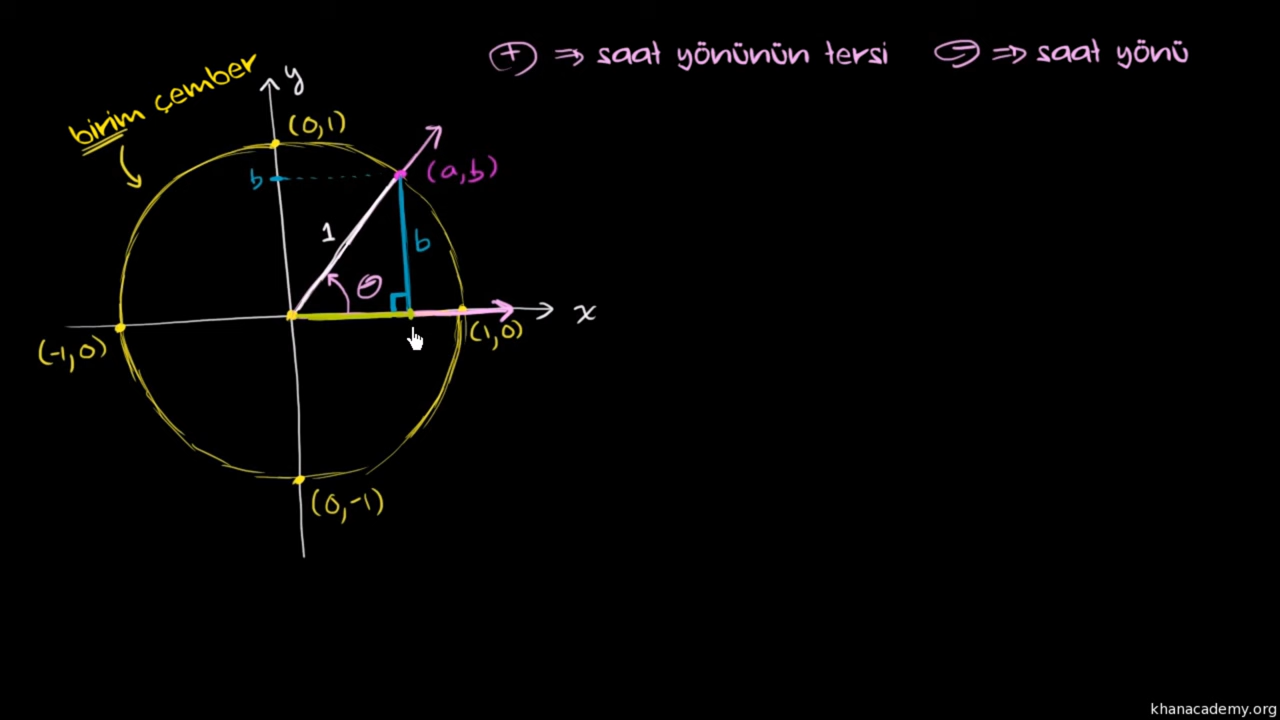 (+) ⇒ saat yönünün tersi (-) ⇒ saat yönü
birim çember
y
(0,1)
b
(a,b)
1
b
θ
x
(1,0)
(-1,0)
(0,-1)
khanacademy.org